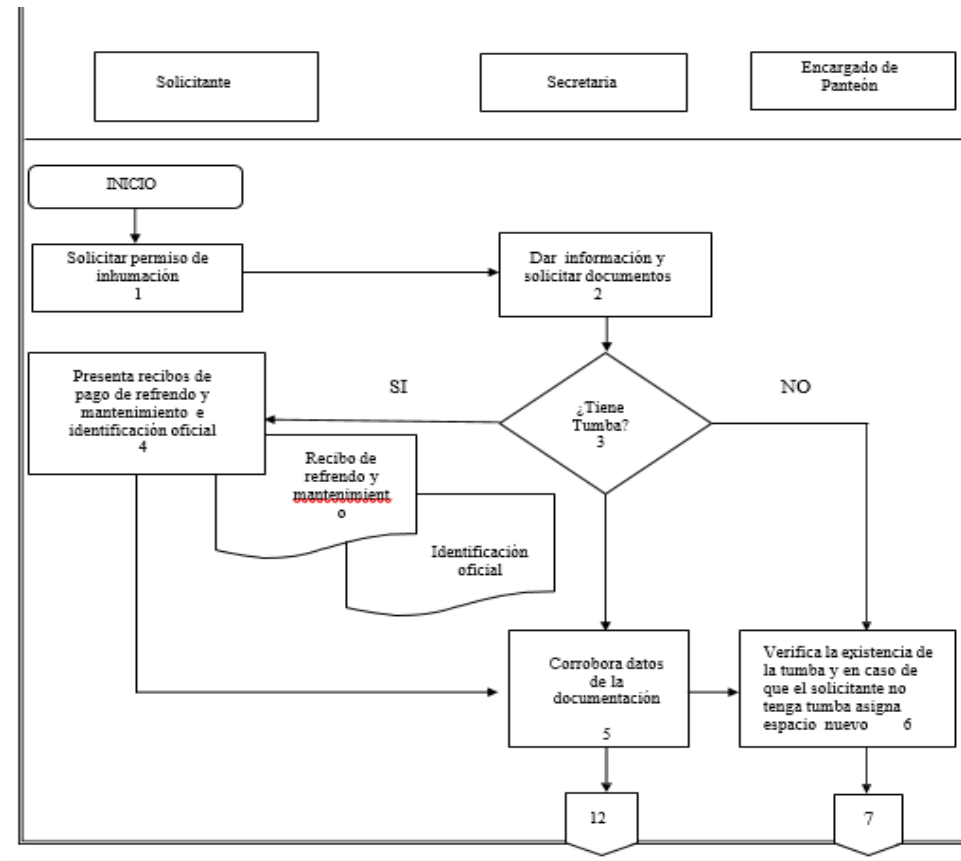 Solicitante
Secretaria
Encargado de
Panteón
INICIO
Solicitar permiso de
inhumación
1
Dar información y
solicitar documentos
2
Presenta recibos de
pago de refrendo y
mantenimiento e
identificación oficial
4
SI
¿Tiene
Tumba?
3
NO
Recibo de
refrendo y
mantenimient
o
Identificación
oficial
Corrobora datos
de la
documentación
5
Verifica la existencia de
la tumba y en caso de
que el solicitante no
tenga tumba asigna
espacio nuevo 6
12
7